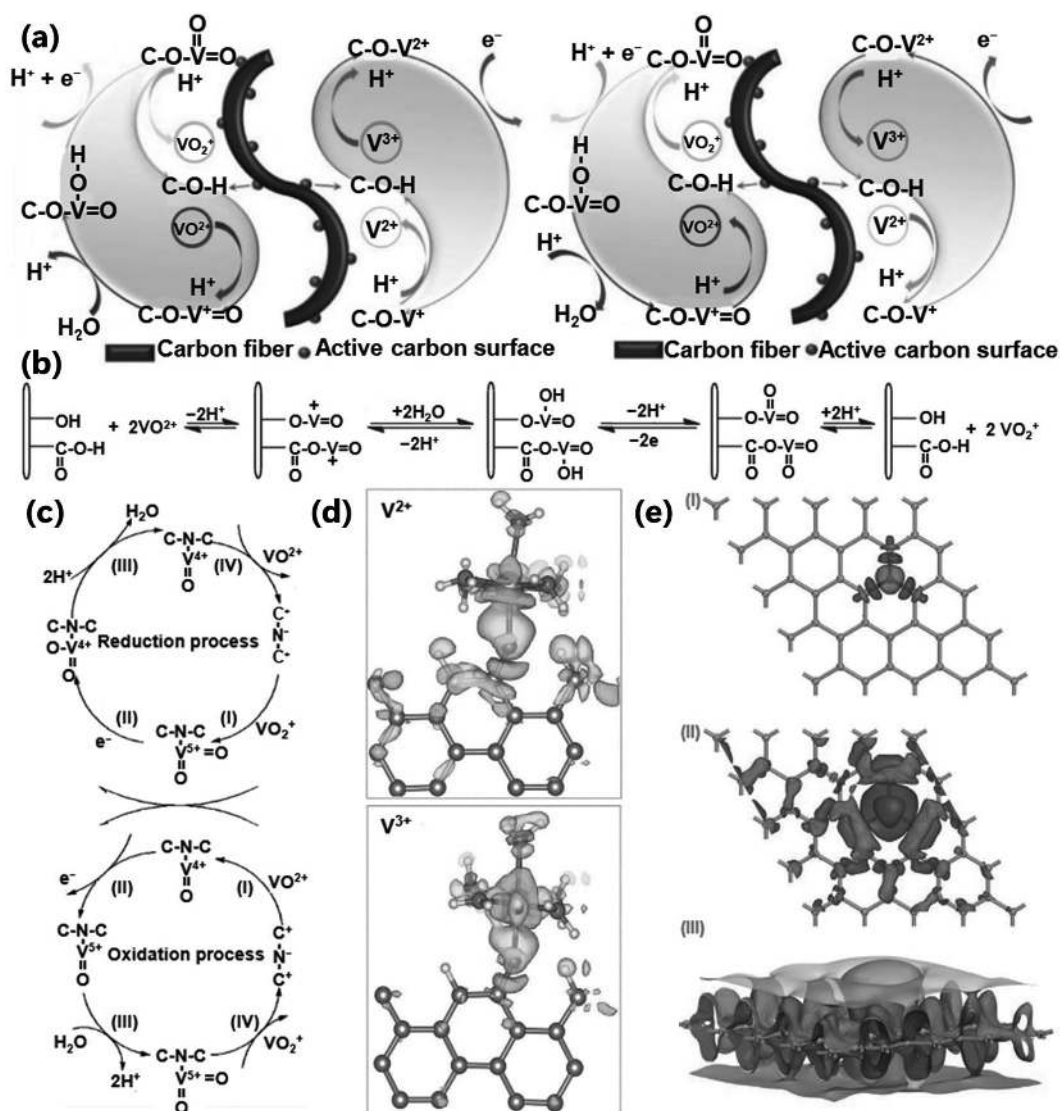 (a)
O
C-O-V=O
H⁺ + e⁻
H⁺
VO₂⁺
H
O
C-O-V=O
C-O-H
VO²⁺
H⁺
H⁺
H₂O
C-O-V⁺=O
C-O-V²⁺
e⁻
H⁺
V³⁺
C-O-H
V²⁺
H⁺
C-O-V⁺
Carbon fiber Active carbon surface
O
C-O-V=O
H⁺ + e⁻
H⁺
VO₂⁺
H
O
C-O-V=O
C-O-H
VO²⁺
H⁺
H⁺
H₂O
C-O-V⁺=O
C-O-V²⁺
e⁻
H⁺
V³⁺
C-O-H
V²⁺
H⁺
C-O-V⁺
Carbon fiber Active carbon surface
(b)
OH
C-O-H
O
+ 2VO²⁺
−2H⁺
+
O-V=O
C-O-V=O
O +
+2H₂O
−2H⁺
OH
O-V=O
C-O-V=O
O OH
−2H⁺
−2e
O
O-V=O
C-O-V=O
O O
+2H⁺
OH
C-O-H
O
+ 2 VO₂⁺
(c)
H₂O
C-N-C
V⁴⁺
O
(III)
(IV)
VO²⁺
2H⁺
C-N-C
O-V⁴⁺
O
Reduction process
C⁺
N⁻
C⁺
(II)
(I)
VO₂⁺
e⁻
C-N-C
V⁵⁺=O
O
C-N-C
V⁴⁺
O
e⁻
(II)
(I)
VO²⁺
C-N-C
V⁵⁺
O
Oxidation process
C⁺
N⁻
C⁺
(III)
(IV)
H₂O
VO₂⁺
2H⁺
C-N-C
V⁵⁺=O
O
(d)
V²⁺
V³⁺
(e)
(I)
(II)
(III)